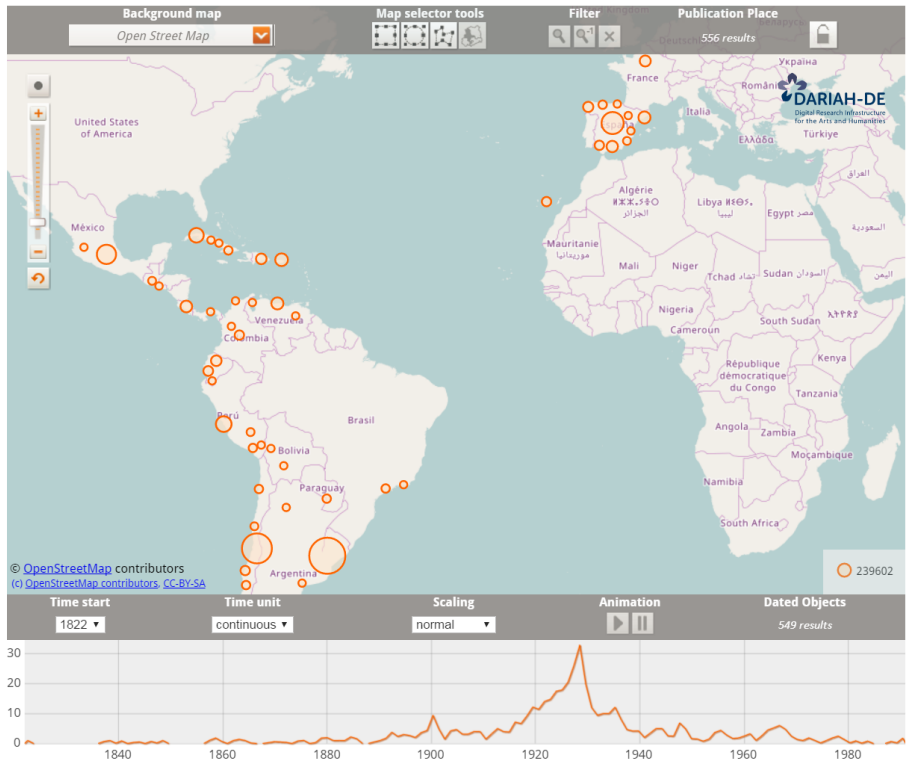 Background map
Open Street Map
Map selector tools
Filter
Publication Place
556 results
France
Україна
Români
DARIAH-DE
Digital Research Infrastructure
for the Arts and Humanities
España
Italia
Ελλάδα
Türkiye
United States
of America
México
Algérie
الجزائر
Libya
ليبيا
Egypt مصر
العراق
السعودية
اليمن
Mauritanie
موريتانيا
Mali
Niger
Tchad تشاد
Sudan السودان
Nigeria
South Sudan
Cameroun
Kenya
République
démocratique
du Congo
Tanzania
Angola
Zambia
Moçambique
Namibia
South Africa
Venezuela
Colombia
Perú
Brasil
Bolivia
Paraguay
Argentina
© OpenStreetMap contributors
(c) OpenStreetMap contributors, CC-BY-SA
239602
Time start
1822
Time unit
continuous
Scaling
normal
Animation
Dated Objects
549 results
30
20
10
0
1840
1860
1880
1900
1920
1940
1960
1980